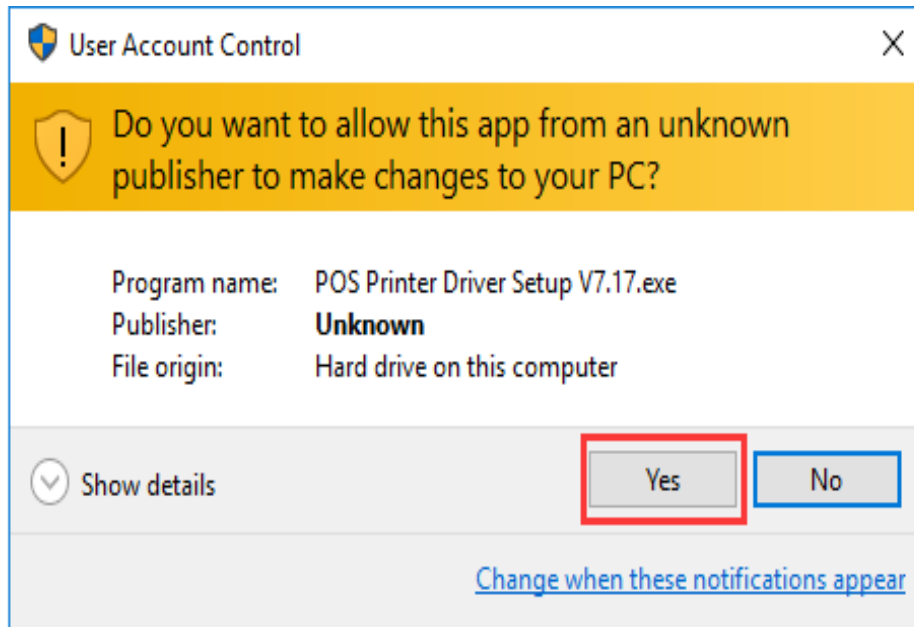 User Account Control
Do you want to allow this app from an unknown
publisher to make changes to your PC?
Program name: POS Printer Driver Setup V7.17.exe
Publisher: Unknown
File origin: Hard drive on this computer
Show details Yes No
Change when these notifications appear